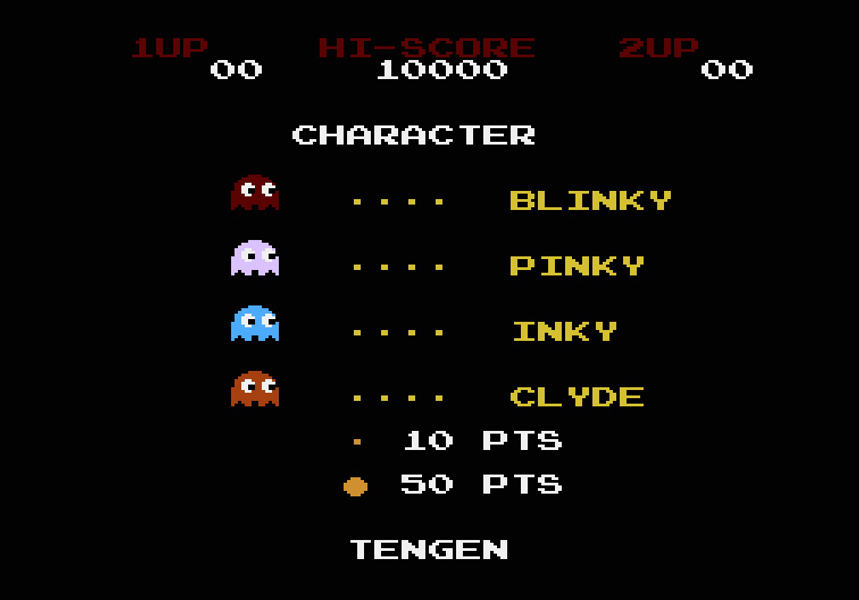 1UP HI-SCORE 2UP
00 10000 00
CHARACTER
.... BLINKY
.... PINKY
.... INKY
.... CLYDE
10 PTS
50 PTS
TENGEN